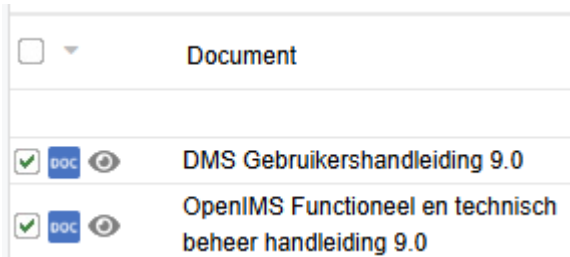 Document
DOC DMS Gebruikershandleiding 9.0
DOC OpenIMS Functioneel en technisch
beheer handleiding 9.0